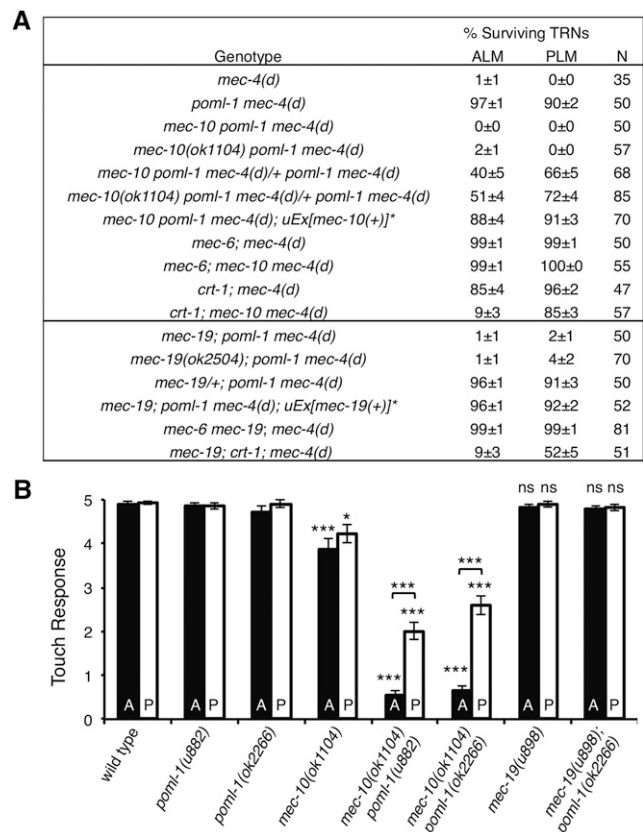 A
% Surviving TRNs
Genotype ALM PLM N
mec-4(d) 1±1 0±0 35
poml-1 mec-4(d) 97±1 90±2 58
mec-10 poml-1 mec-4(d) 0±0 0±0 50
mec-10(ok1104) poml-1 mec-4(d) 2±1 0±0 57
mec-10 poml-1 mec-4(d)/+ poml-1 mec-4(d) 40±5 66±5 68
mec-10(ok1104) poml-1 mec-4(d)/+ poml-1 mec-4(d) 51±4 72±4 85
mec-10 poml-1 mec-4(d); uEx[mec-10(+)]* 88±4 91±3 70
mec-6; mec-4(d) 99±1 99±1 50
mec-6; mec-10 mec-4(d) 99±1 100±0 55
crt-1; mec-4(d) 85±4 96±2 47
crt-1; mec-10 mec-4(d) 9±3 85±3 57
mec-19; poml-1 mec-4(d) 1±1 2±1 50
mec-19(ok2504); poml-1 mec-4(d) 1±1 4±2 70
mec-19/+; poml-1 mec-4(d) 96±1 91±3 50
mec-19; poml-1 mec-4(d); uEx[mec-19(+)]* 96±1 92±2 52
mec-6 mec-19; mec-4(d) 99±1 99±1 81
mec-19; crt-1; mec-4(d) 9±3 52±5 51
B
Touch Response
5
4
3
2
1
0
*** *
*** *** ***
*** *** ***
ns ns
ns ns
A P A P A P A P A P A P A P A P
wild type
poml-1(u882)
poml-1(ok2266)
mec-10(ok1104)
mec-10(ok1104)
poml-1(u882)
mec-10(ok1104)
poml-1(ok2266)
mec-19(u898)
mec-19(u898);
poml-1(ok2266)